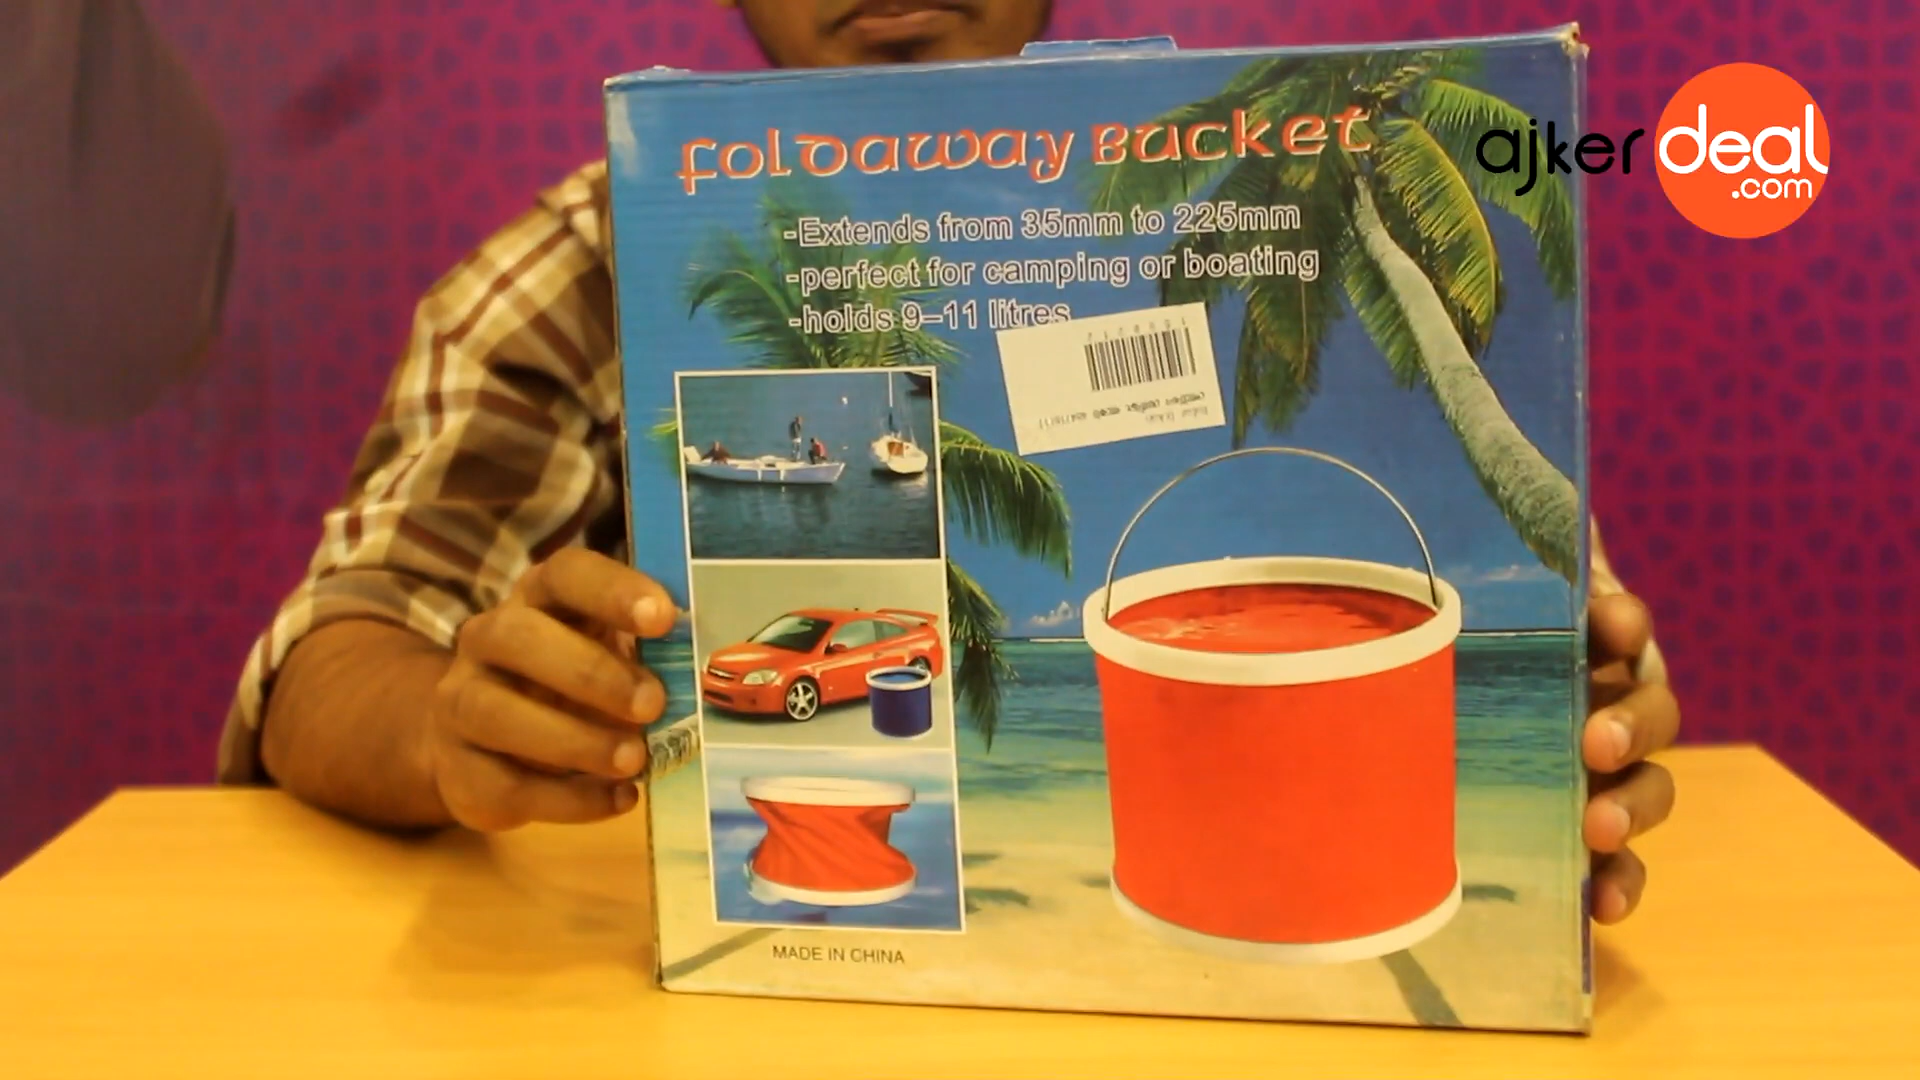 Foldaway Bucket
-Extends from 35mm to 225mm
-perfect for camping or boating
-holds 9–11 litres
MADE IN CHINA
ajkerdeal
.com